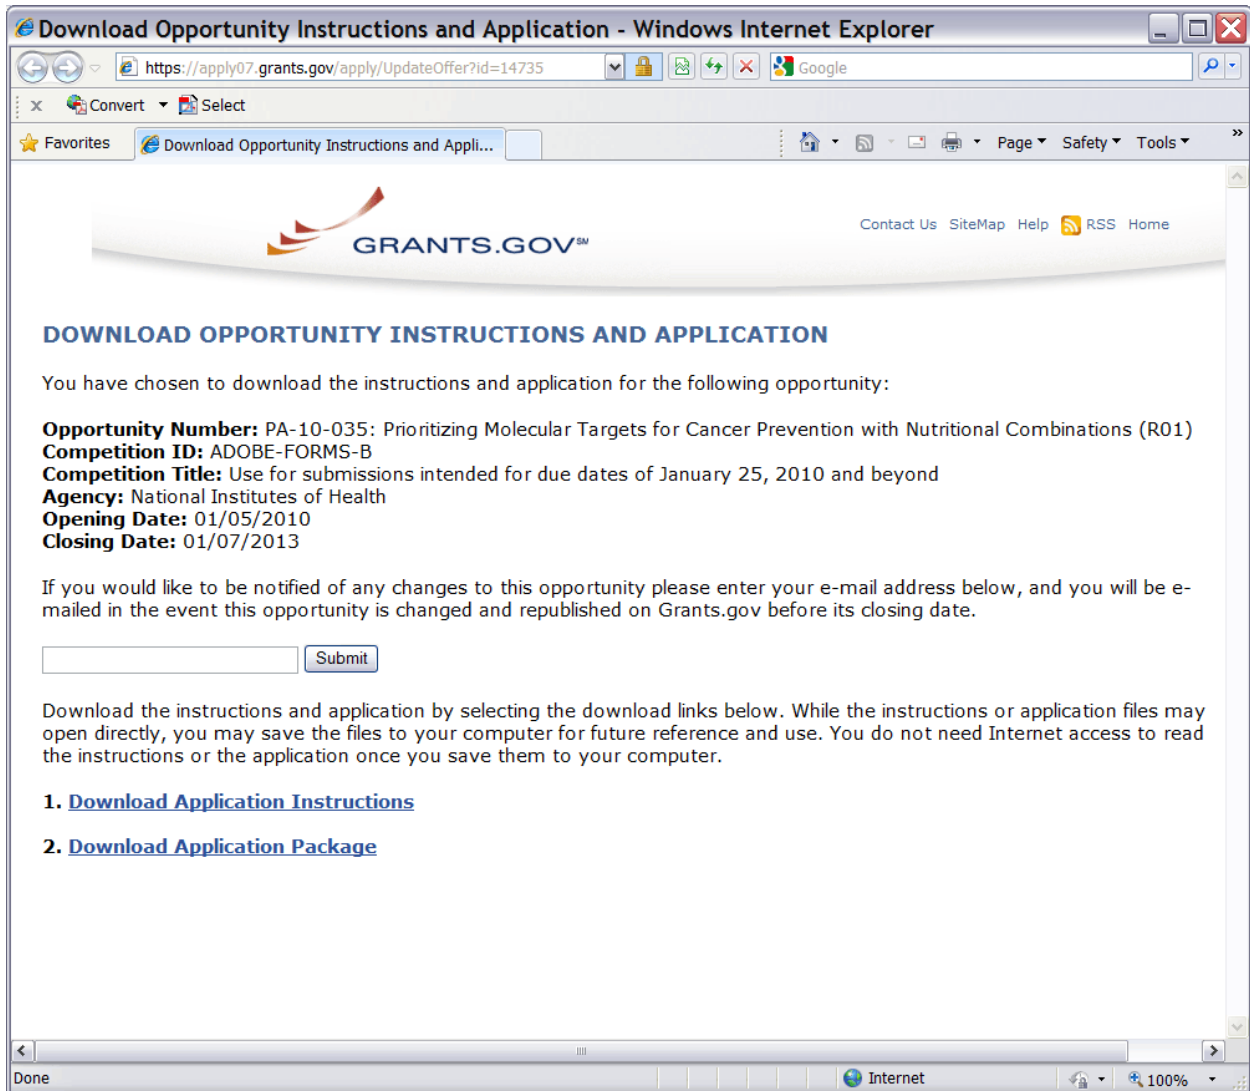 Download Opportunity Instructions and Application - Windows Internet Explorer
https://apply07.grants.gov/apply/UpdateOffer?id=14735
Google
x Convert Select
Favorites Download Opportunity Instructions and Appli... Page Safety Tools »
GRANTS.GOV℠
Contact Us SiteMap Help RSS Home
DOWNLOAD OPPORTUNITY INSTRUCTIONS AND APPLICATION
You have chosen to download the instructions and application for the following opportunity:
Opportunity Number: PA-10-035: Prioritizing Molecular Targets for Cancer Prevention with Nutritional Combinations (R01)
Competition ID: ADOBE-FORMS-B
Competition Title: Use for submissions intended for due dates of January 25, 2010 and beyond
Agency: National Institutes of Health
Opening Date: 01/05/2010
Closing Date: 01/07/2013
If you would like to be notified of any changes to this opportunity please enter your e-mail address below, and you will be e-
mailed in the event this opportunity is changed and republished on Grants.gov before its closing date.
Submit
Download the instructions and application by selecting the download links below. While the instructions or application files may
open directly, you may save the files to your computer for future reference and use. You do not need Internet access to read
the instructions or the application once you save them to your computer.
1. Download Application Instructions
2. Download Application Package
Done Internet 100%